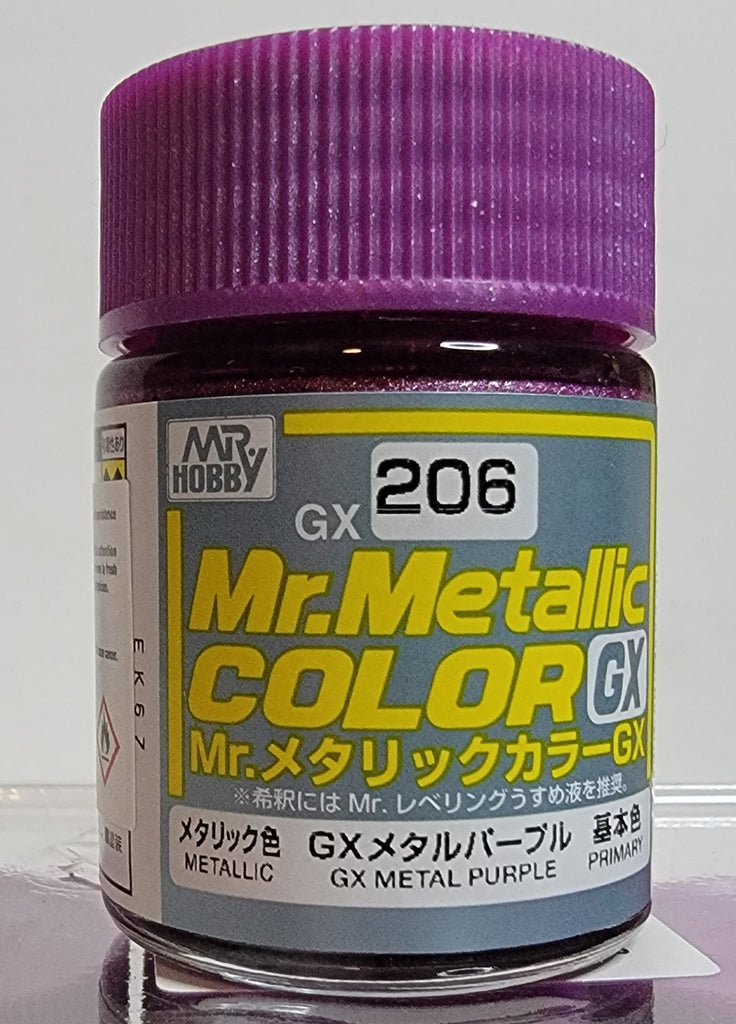 MR.
HOBBY
GX 206
Mr.Metallic
COLOR GX
Mr.メタリックカラーGX
※希釈には Mr. レベリングうすめ液を推奨。
メタリック色 GXメタルパープル 基本色
METALLIC GX METAL PURPLE PRIMARY
EK67